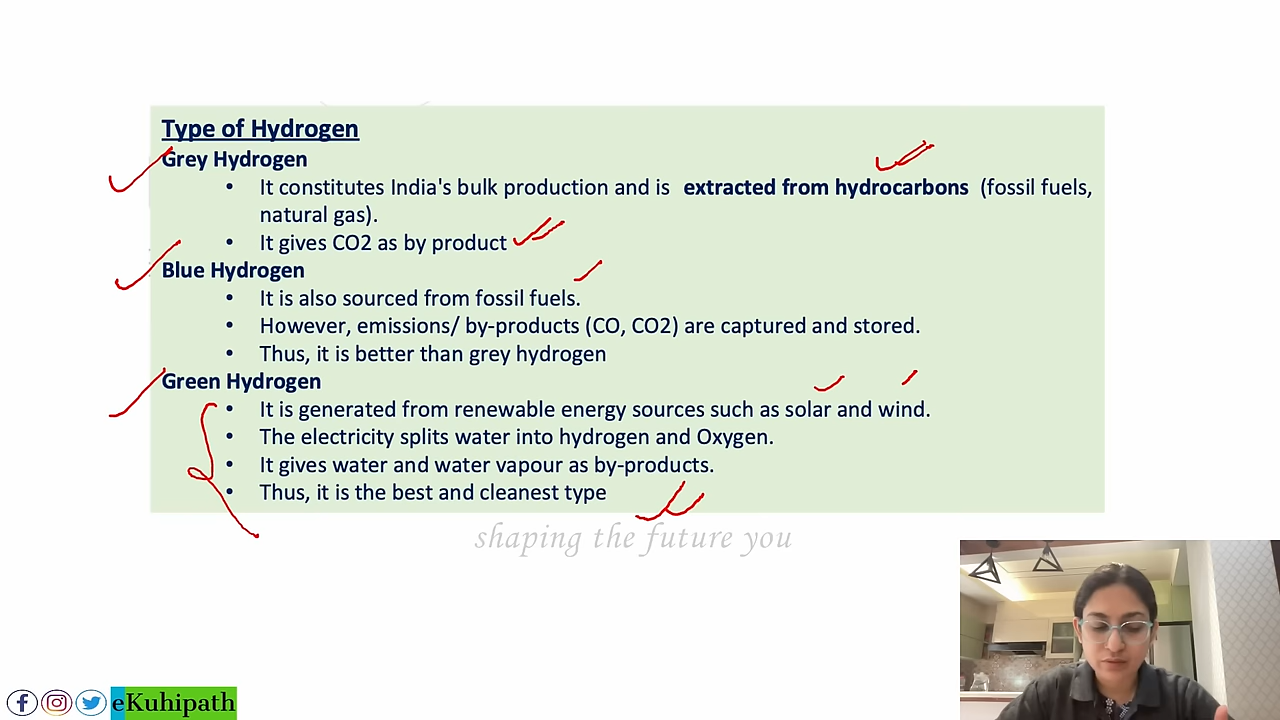 Type of Hydrogen
Grey Hydrogen
• It constitutes India's bulk production and is extracted from hydrocarbons (fossil fuels,
natural gas).
• It gives CO2 as by product
Blue Hydrogen
• It is also sourced from fossil fuels.
• However, emissions/ by-products (CO, CO2) are captured and stored.
• Thus, it is better than grey hydrogen
Green Hydrogen
• It is generated from renewable energy sources such as solar and wind.
• The electricity splits water into hydrogen and Oxygen.
• It gives water and water vapour as by-products.
• Thus, it is the best and cleanest type
shaping the future you
eKuhipath